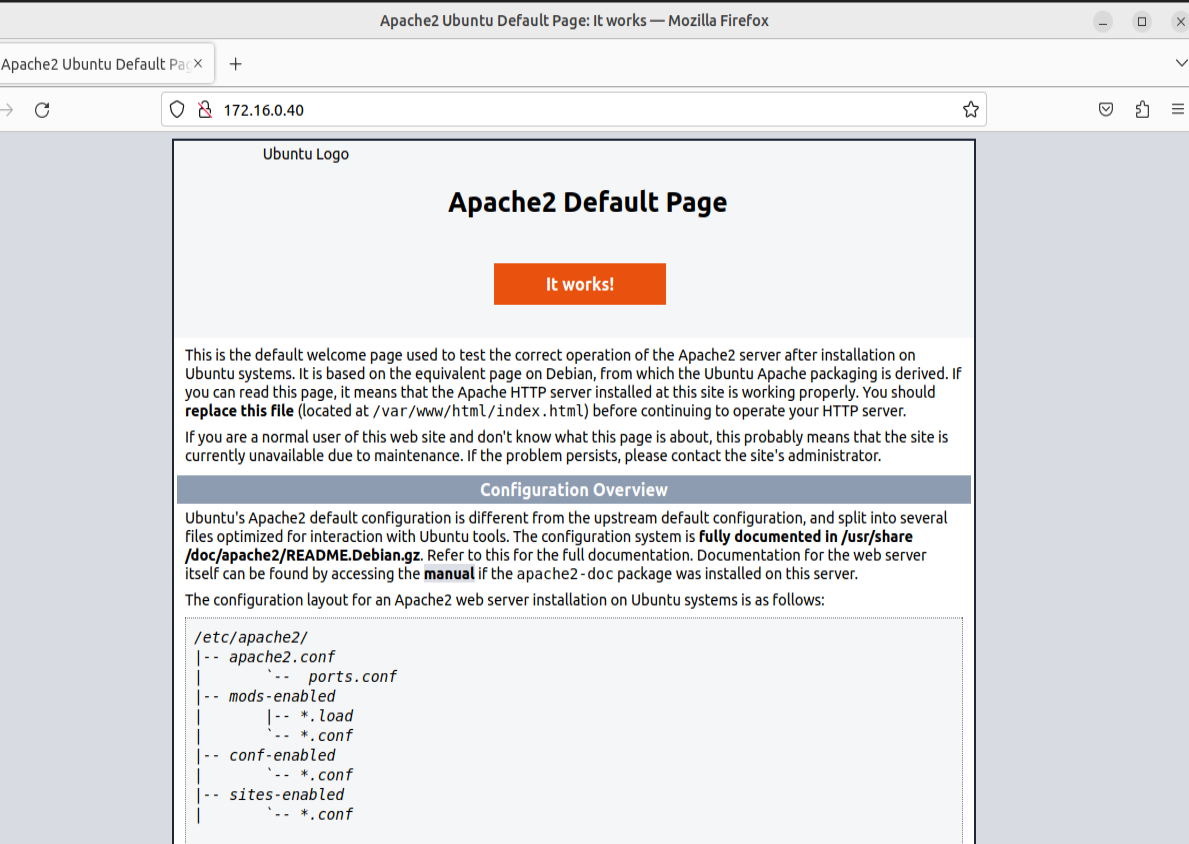 Apache2 Ubuntu Default Page: It works — Mozilla Firefox
Apache2 Ubuntu Default Pag
172.16.0.40
Ubuntu Logo
Apache2 Default Page
It works!
This is the default welcome page used to test the correct operation of the Apache2 server after installation on
Ubuntu systems. It is based on the equivalent page on Debian, from which the Ubuntu Apache packaging is derived. If
you can read this page, it means that the Apache HTTP server installed at this site is working properly. You should
replace this file (located at /var/www/html/index.html) before continuing to operate your HTTP server.
If you are a normal user of this web site and don't know what this page is about, this probably means that the site is
currently unavailable due to maintenance. If the problem persists, please contact the site's administrator.
Configuration Overview
Ubuntu's Apache2 default configuration is different from the upstream default configuration, and split into several
files optimized for interaction with Ubuntu tools. The configuration system is fully documented in /usr/share
/doc/apache2/README.Debian.gz. Refer to this for the full documentation. Documentation for the web server
itself can be found by accessing the manual if the apache2-doc package was installed on this server.
The configuration layout for an Apache2 web server installation on Ubuntu systems is as follows:
/etc/apache2/
|-- apache2.conf
|       `--  ports.conf
|-- mods-enabled
|       |-- *.load
|       `-- *.conf
|-- conf-enabled
|       `-- *.conf
|-- sites-enabled
|       `-- *.conf